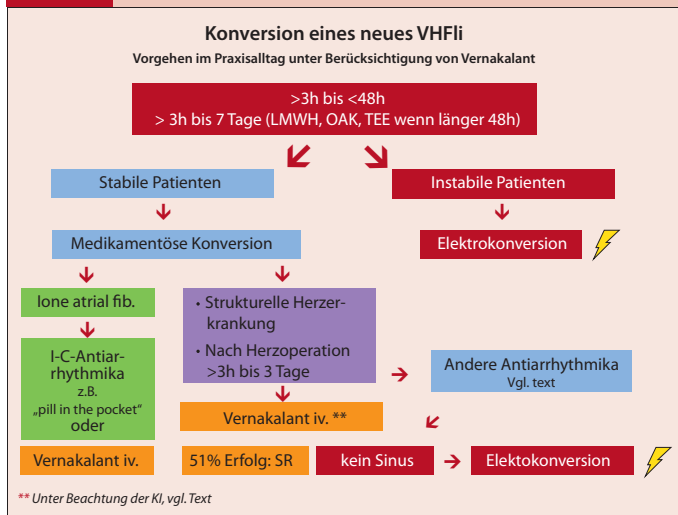 Konversion eines neues VHFli
Vorgehen im Praxisalltag unter Berücksichtigung von Vernakalant
>3h bis <48h
> 3h bis 7 Tage (LMWH, OAK, TEE wenn länger 48h)
Stabile Patienten
Instabile Patienten
Medikamentöse Konversion
Elektrokonversion
lone atrial fib.
• Strukturelle Herzer-
krankung
• Nach Herzoperation
>3h bis 3 Tage
I-C-Antiar-
rhythmika
z.B.
„pill in the pocket“
oder
Andere Antiarrhythmika
Vgl. text
Vernakalant iv. **
Vernakalant iv.
51% Erfolg: SR
kein Sinus
Elektokonversion
** Unter Beachtung der KI, vgl. Text